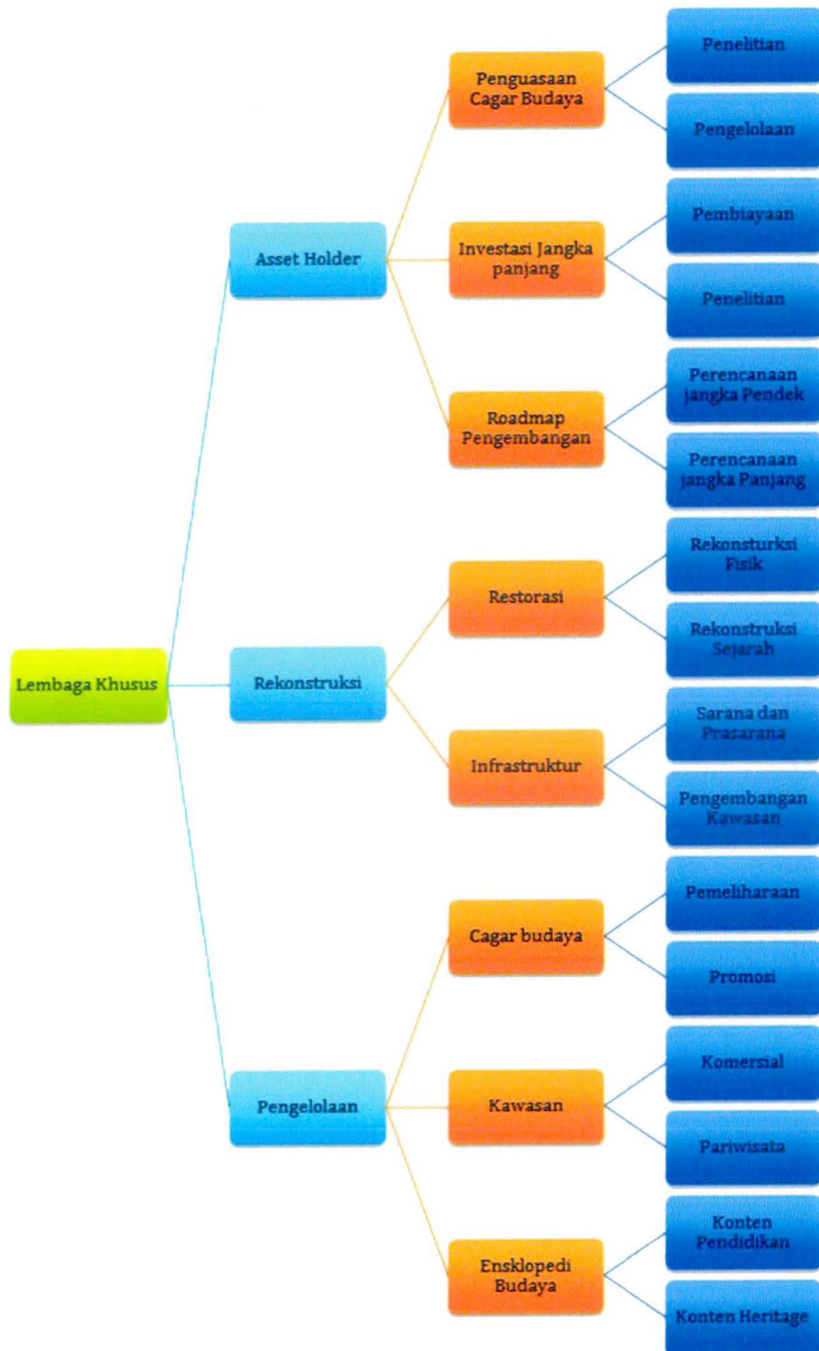 Lembaga Khusus
Asset Holder
Penguasaan
Cagar Budaya
Penelitian
Pengelolaan
Investasi Jangka
panjang
Pembiayaan
Penelitian
Roadmap
Pengembangan
Perencanaan
jangka Pendek
Perencanaan
jangka Panjang
Rekonstruksi
Restorasi
Rekonsturksi
Fisik
Rekonstruksi
Sejarah
Infrastruktur
Sarana dan
Prasarana
Pengembangan
Kawasan
Pengelolaan
Cagar budaya
Pemeliharaan
Promosi
Kawasan
Komersial
Pariwisata
Ensklopedi
Budaya
Konten
Pendidikan
Konten Heritage